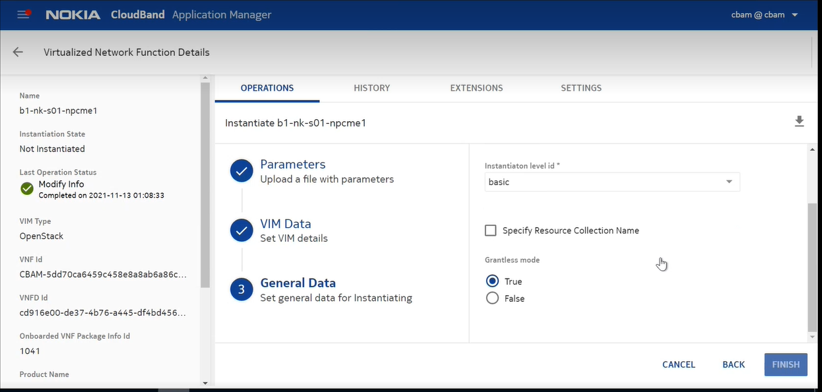 NOKIA CloudBand Application Manager
cbam @ cbam
Virtualized Network Function Details
Name
b1-nk-s01-npcme1
Instantiation State
Not Instantiated
Last Operation Status
Modify Info
Completed on 2021-11-13 01:08:33
VIM Type
OpenStack
VNF Id
CBAM-5dd70ca6459c458e8a8ab6a86c...
VNFD Id
cd916e00-de37-4b76-a445-df4bd456...
Onboarded VNF Package Info Id
1041
Product Name
OPERATIONS
HISTORY
EXTENSIONS
SETTINGS
Instantiate b1-nk-s01-npcme1
Parameters
Upload a file with parameters
VIM Data
Set VIM details
3
General Data
Set general data for Instantiating
Instantiaton level id *
basic
Specify Resource Collection Name
Grantless mode
True
False
CANCEL
BACK
FINISH